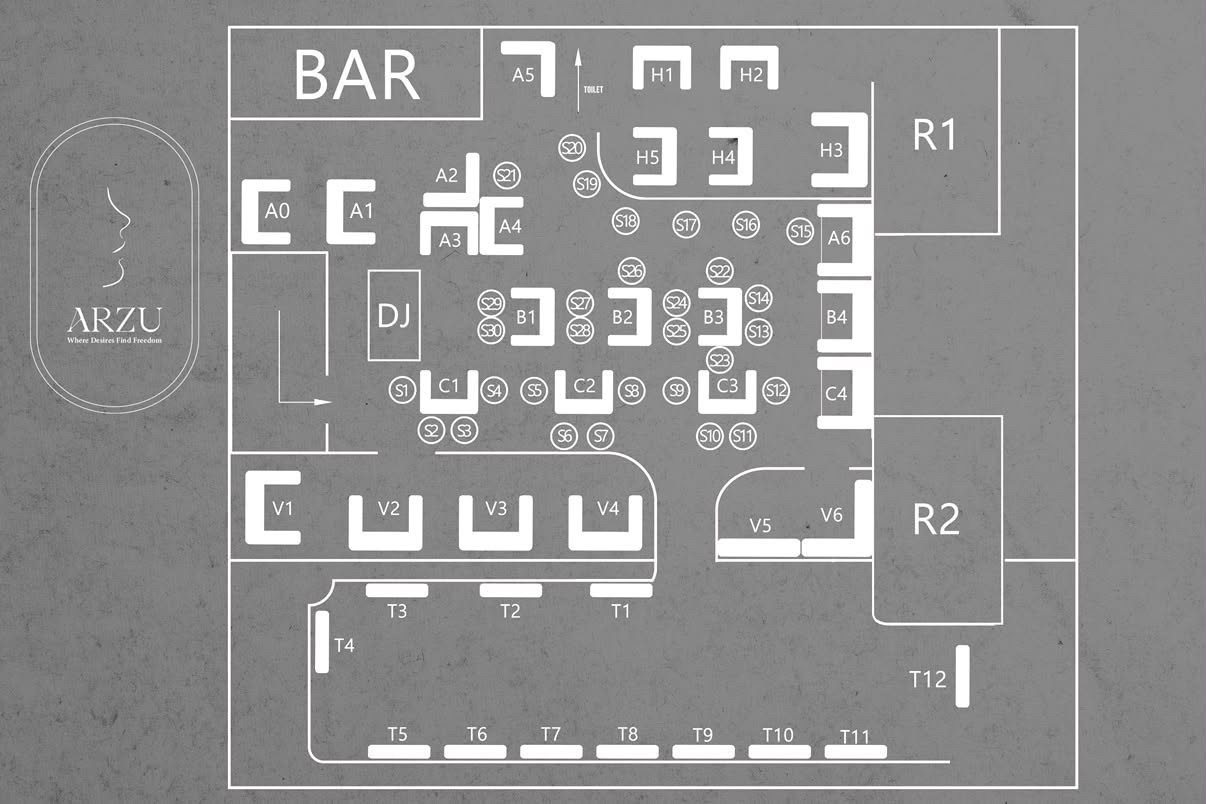 BAR
A5
TOILET
H1
H2
R1
S20
H5
H4
H3
A2
S21
S19
A0
A1
A4
S18
S17
S16
S15
A3
A6
S26
S22
S29
S27
S24
S14
DJ
B1
B2
B3
B4
S30
S28
S25
S13
S23
S1
C1
S4
S5
C2
S8
S9
C3
S12
C4
S2
S3
S6
S7
S10
S11
ARZU
Where Desires Find Freedom
V1
V2
V3
V4
V5
V6
R2
T3
T2
T1
T4
T12
T5
T6
T7
T8
T9
T10
T11